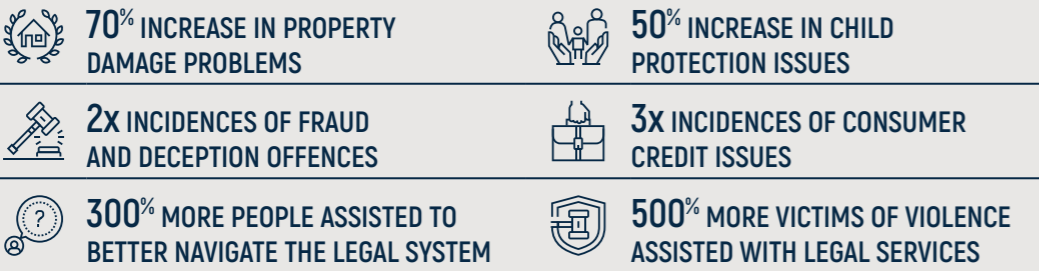 70% INCREASE IN PROPERTY
DAMAGE PROBLEMS
50% INCREASE IN CHILD
PROTECTION ISSUES
2X INCIDENCES OF FRAUD
AND DECEPTION OFFENCES
3X INCIDENCES OF CONSUMER
CREDIT ISSUES
?
300% MORE PEOPLE ASSISTED TO
BETTER NAVIGATE THE LEGAL SYSTEM
500% MORE VICTIMS OF VIOLENCE
ASSISTED WITH LEGAL SERVICES